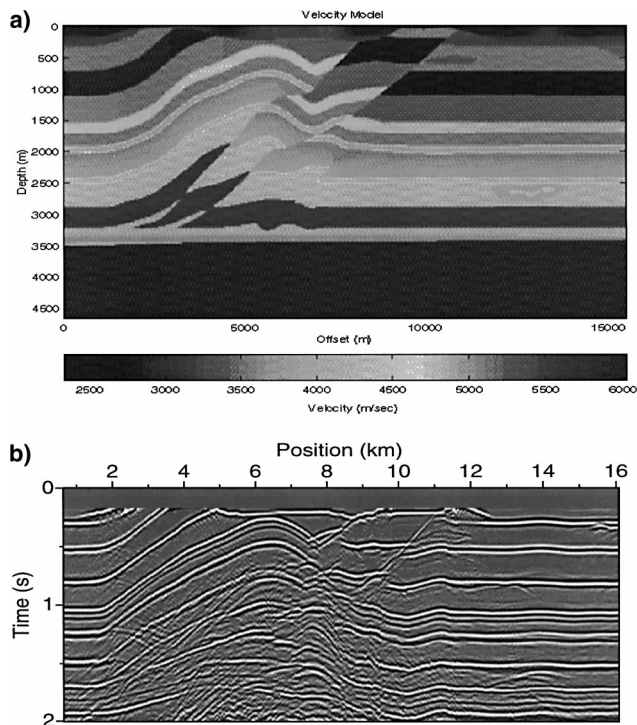 a)
Velocity Model
0
500
1000
1500
2000
2500
3000
3500
4000
4500
Depth (m)
0 5000 10000 15000
Offset (m)
2500 3000 3500 4000 4500 5000 5500 6000
Velocity (m/sec)
b)
Position (km)
2 4 6 8 10 12 14 16
0
1
2
Time (s)